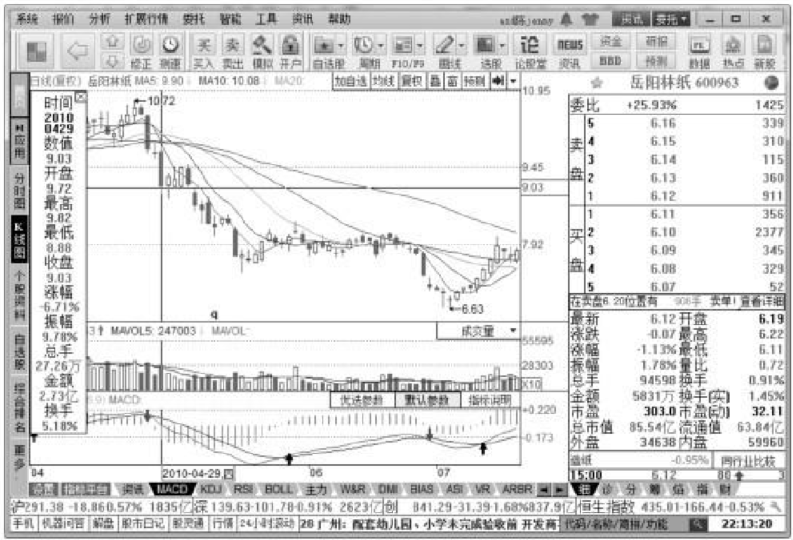 系统 报价 分析 扩展行情 委托 智能 工具 资讯 帮助
资讯 委托
修正 测速 买入 卖出 模拟 开户 自选股 周期 F10/F9 画线 选股 论股堂 资讯 数据 热点 新股
买 卖 论 NEWS 资金 研报
BBD 预测
日线(复权) 岳阳林纸 MA5: 9.90 MA10: 10.08 MA20:
加自选 均线 复权 叠 富 预测
应用
分时图
K线图
个股资料
自选股
综合排名
更多
时间
2010
0429
数值
9.03
开盘
9.72
最高
9.82
最低
8.88
收盘
9.03
涨幅
-6.71%
振幅
9.78%
总手
27.26万
金额
2.73亿
换手
5.18%
10.72
6.63
q
10.95
9.45
9.03
7.92
MAVOL5: 247003 MAVOL
成交量
55595
28303
X10
MACD:
优选参数 默认参数 指标说明
+0.220
-0.173
04 2010-04-29,四 06 07
指标平台 资讯 MACD KDJ RSI BOLL 主力 W&R DMI BIAS ASI VR ARBR
岳阳林纸 600963
委比 +25.93% 1425
卖盘
5 6.16 339
4 6.15 310
3 6.14 115
2 6.13 360
1 6.12 911
买盘
1 6.11 356
2 6.10 2377
3 6.09 345
4 6.08 329
5 6.07 52
在卖盘6.20位置有 908手 卖单! 查看详细
最新 6.12 开盘 6.19
涨跌 -0.07 最高 6.22
涨幅 -1.13% 最低 6.11
振幅 1.78% 量比 0.72
总手 94598 换手 0.91%
金额 5831万 换手(实) 1.45%
市盈 303.0 市盈(动) 32.11
总市值 85.54亿 流通值 63.84亿
外盘 34638 内盘 59960
造纸 -0.95% 同行业比较
15:00 6.12 80 3
细 诊 分 筹 焰 指 财
沪291.38 -18.86 0.57% 1835亿 深 139.63 -101.78 -0.91% 2623亿 创 841.29 -31.39 -1.68% 837.9亿 恒生指数 435.01 -166.44 -0.53%
手机 机器问答 解盘 股市日记 股灵通 行情 24小时滚动 28 广州：配套幼儿园、小学未完成验收前 开发商 代码/名称/简拼/功能 22:13:20